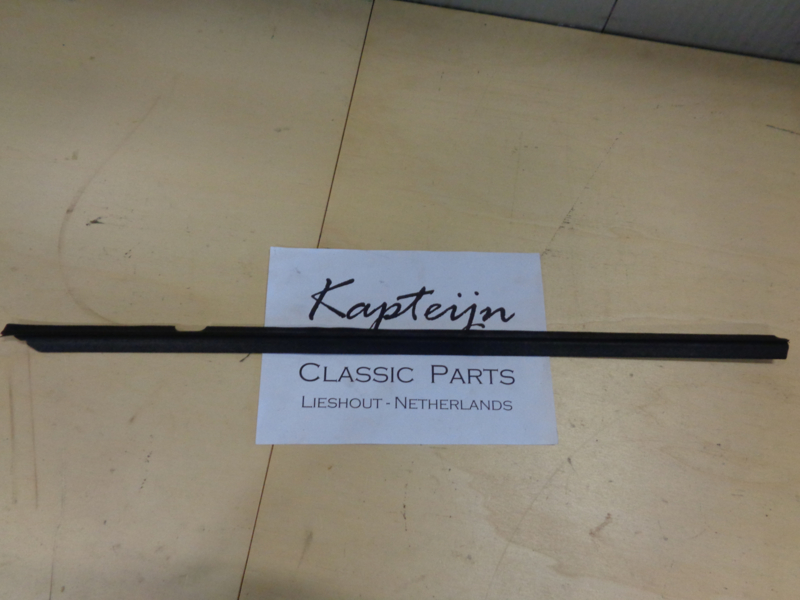 Kapteijn
CLASSIC PARTS
LIESHOUT - NETHERLANDS